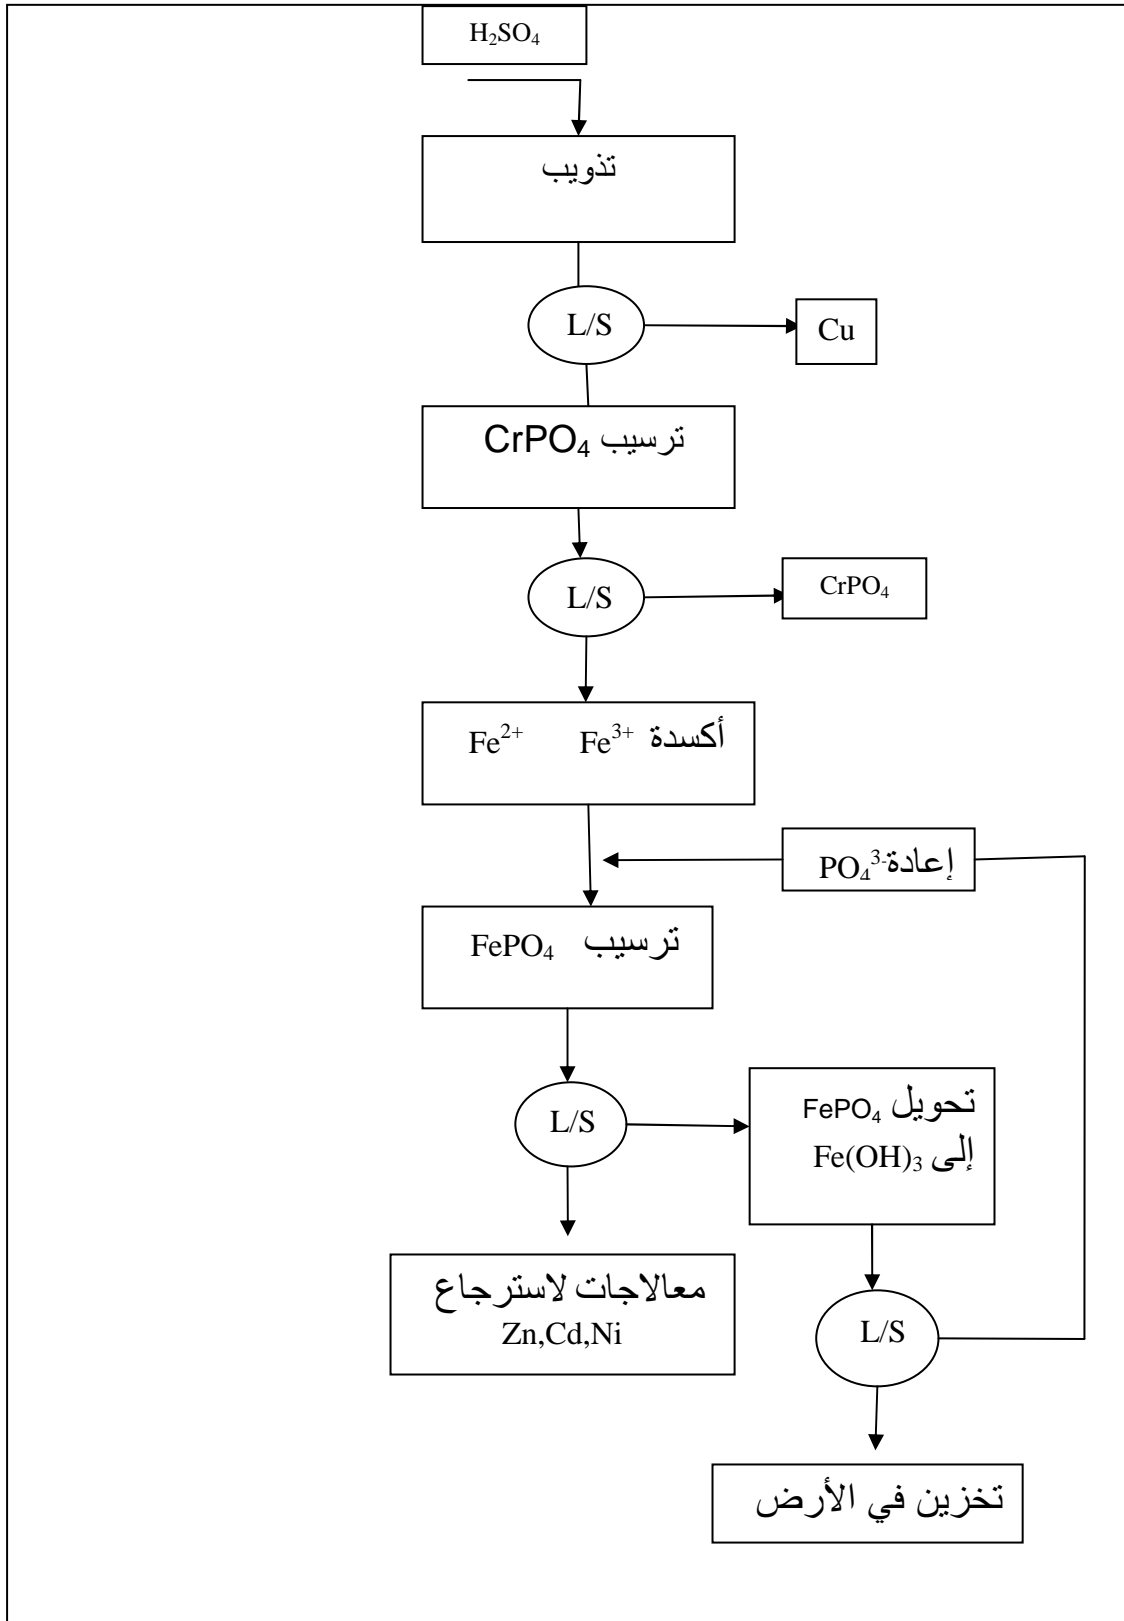 H₂SO₄
تذويب
L/S
Cu
ترسيب CrPO₄
L/S
CrPO₄
أكسدة Fe³⁺ Fe²⁺
إعادة PO₄³⁻
ترسيب FePO₄
L/S
تحويل FePO₄
إلى Fe(OH)₃
معالاجات لاسترجاع
Zn,Cd,Ni
L/S
تخزين في الأرض